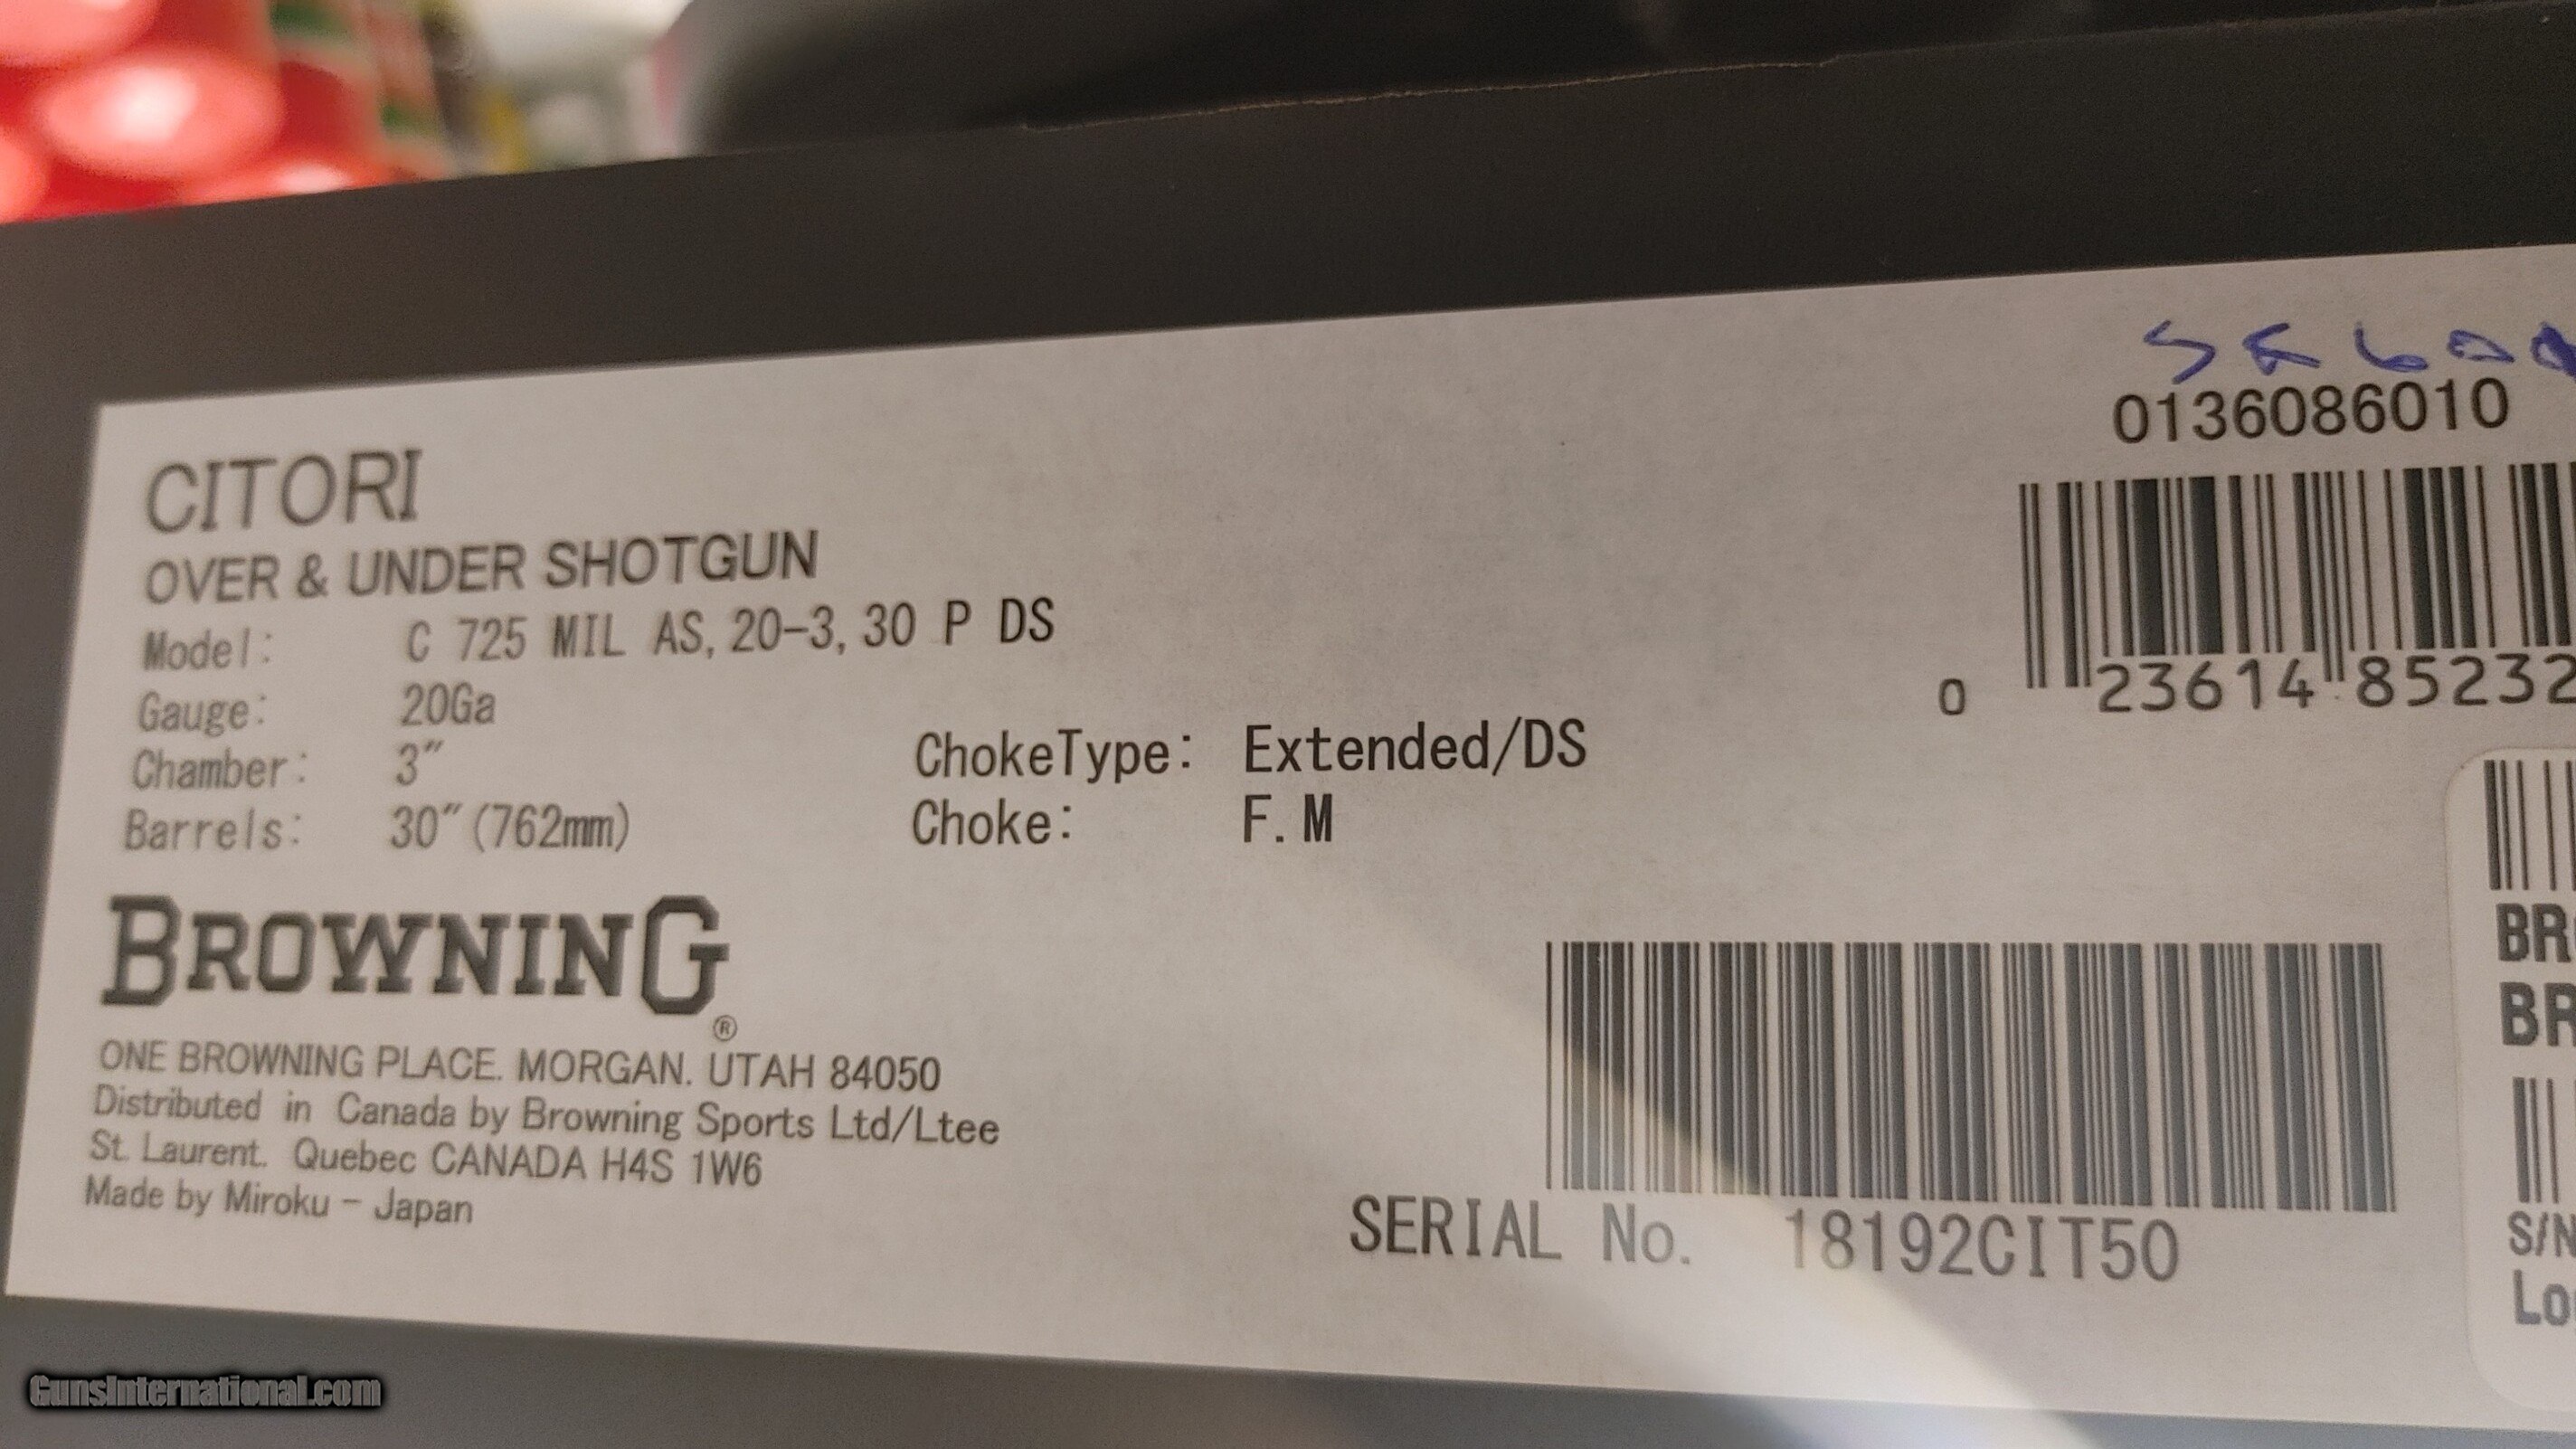 0136086010
CITORI
OVER & UNDER SHOTGUN
Model: C 725 MIL AS, 20-3, 30 P DS
Gauge: 20Ga
Chamber: 3"
Barrels: 30" (762mm)
ChokeType: Extended/DS
Choke: F. M
0 23614 85232
BROWNING®
ONE BROWNING PLACE. MORGAN. UTAH 84050
Distributed in Canada by Browning Sports Ltd/Ltee
St. Laurent. Quebec CANADA H4S 1W6
Made by Miroku - Japan
SERIAL No. 18192CIT50
S/N
GunsInternational.com